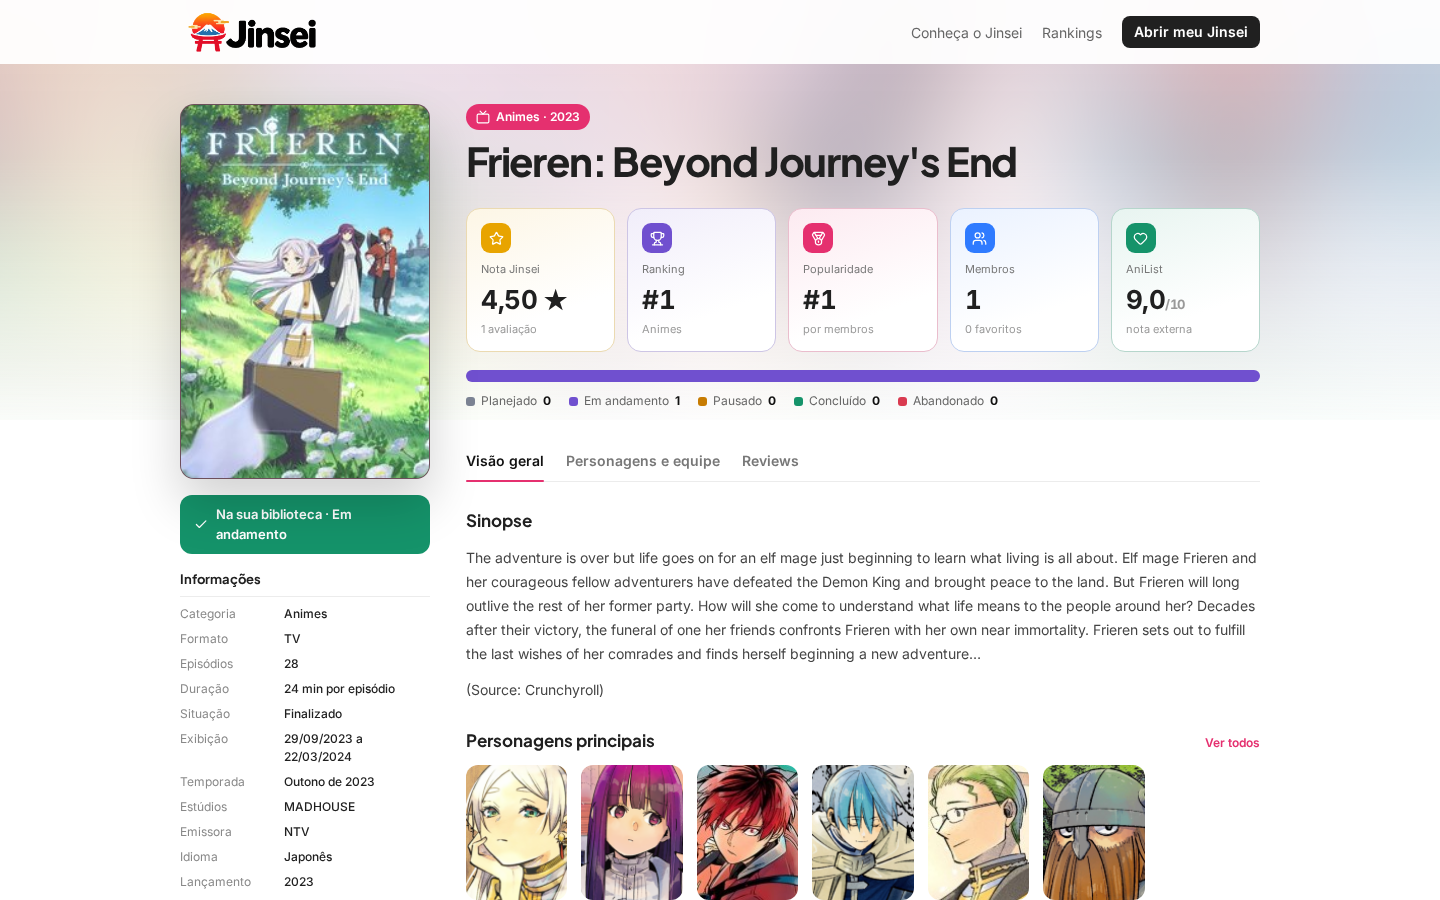 Jinsei
Conheça o Jinsei
Rankings
Abrir meu Jinsei
FRIEREN
Beyond Journey's End
Na sua biblioteca · Em
andamento
Informações
Categoria Animes
Formato TV
Episódios 28
Duração 24 min por episódio
Situação Finalizado
Exibição 29/09/2023 a
22/03/2024
Temporada Outono de 2023
Estúdios MADHOUSE
Emissora NTV
Idioma Japonês
Lançamento 2023
Animes · 2023
Frieren: Beyond Journey's End
Nota Jinsei
4,50 ★
1 avaliação
Ranking
#1
Animes
Popularidade
#1
por membros
Membros
1
0 favoritos
AniList
9,0/10
nota externa
Planejado 0 Em andamento 1 Pausado 0 Concluído 0 Abandonado 0
Visão geral Personagens e equipe Reviews
Sinopse
The adventure is over but life goes on for an elf mage just beginning to learn what living is all about. Elf mage Frieren and
her courageous fellow adventurers have defeated the Demon King and brought peace to the land. But Frieren will long
outlive the rest of her former party. How will she come to understand what life means to the people around her? Decades
after their victory, the funeral of one her friends confronts Frieren with her own near immortality. Frieren sets out to fulfill
the last wishes of her comrades and finds herself beginning a new adventure...
(Source: Crunchyroll)
Personagens principais
Ver todos